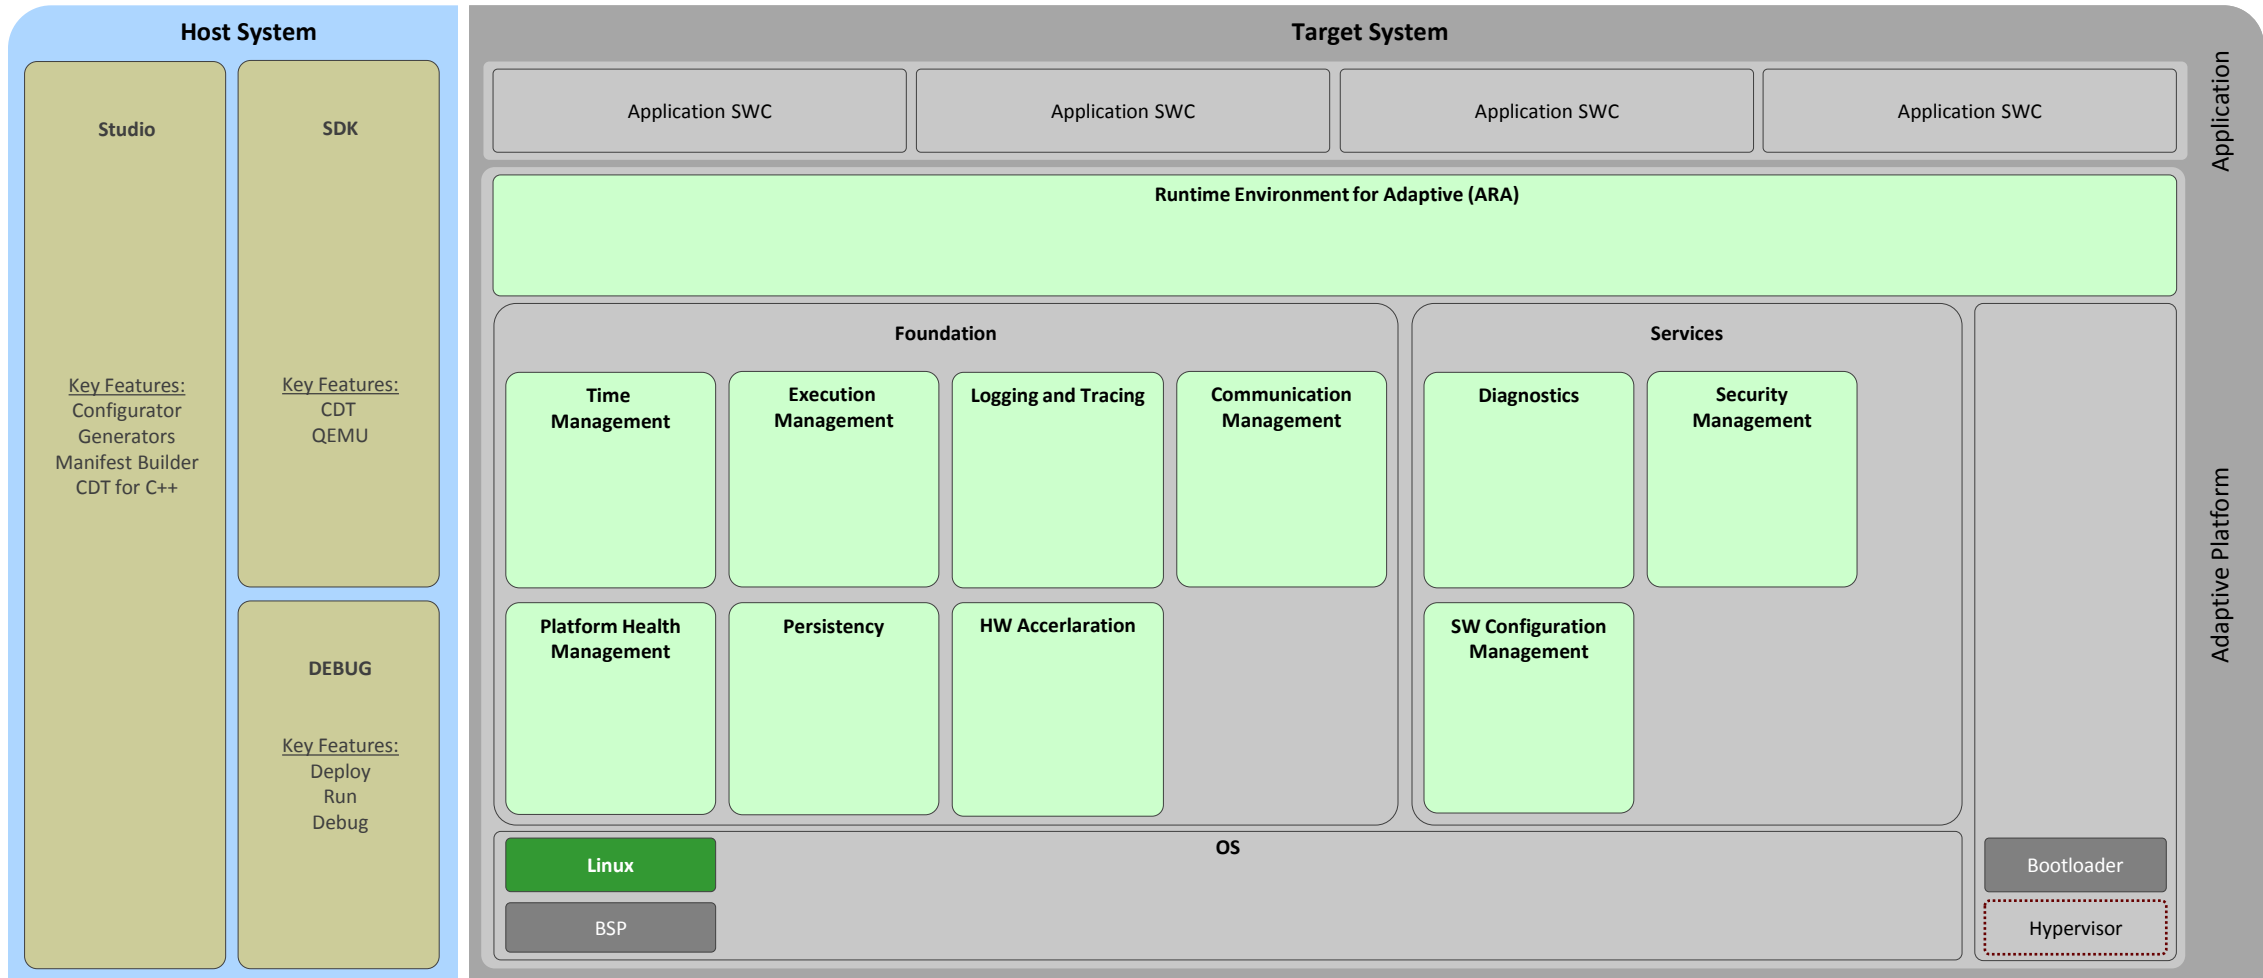 Host System
Studio
Key Features:
Configurator
Generators
Manifest Builder
CDT for C++
SDK
Key Features:
CDT
QEMU
DEBUG
Key Features:
Deploy
Run
Debug
Target System
Application SWC
Application SWC
Application SWC
Application SWC
Application
Runtime Environment for Adaptive (ARA)
Foundation
Time
Management
Execution
Management
Logging and Tracing
Communication
Management
Platform Health
Management
Persistency
HW Accerlaration
Services
Diagnostics
Security
Management
SW Configuration
Management
Adaptive Platform
OS
Linux
BSP
Bootloader
Hypervisor